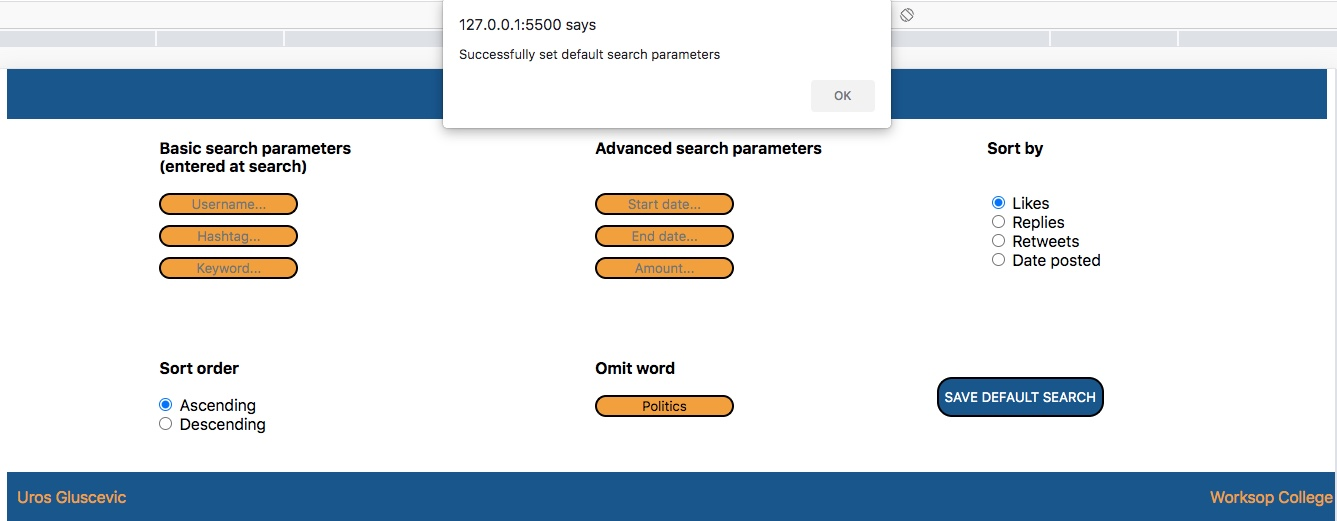 127.0.0.1:5500 says
Successfully set default search parameters
OK
Basic search parameters
(entered at search)
Username...
Hashtag...
Keyword...
Advanced search parameters
Start date...
End date...
Amount...
Sort by
Likes
Replies
Retweets
Date posted
Sort order
Ascending
Descending
Omit word
Politics
SAVE DEFAULT SEARCH
Uros Gluscevic
Worksop College